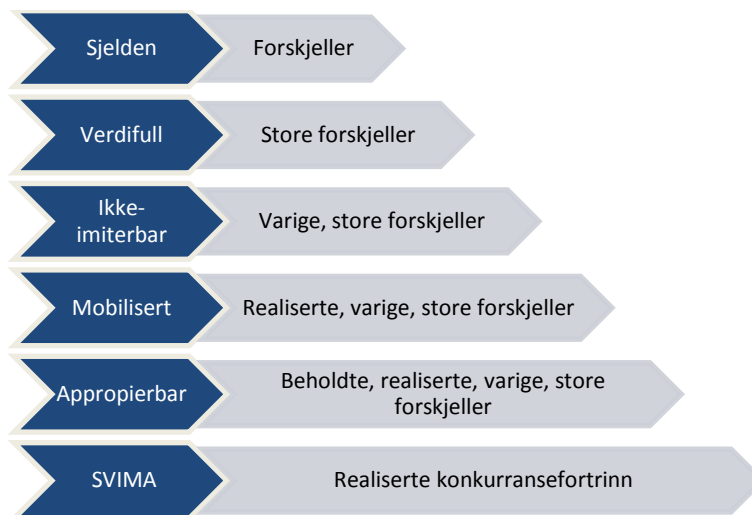 Sjelden
Forskjeller
Verdifull
Store forskjeller
Ikke-
imiterbar
Varige, store forskjeller
Mobilisert
Realiserte, varige, store forskjeller
Appropierbar
Beholdte, realiserte, varige, store
forskjeller
SVIMA
Realiserte konkurransefortrinn